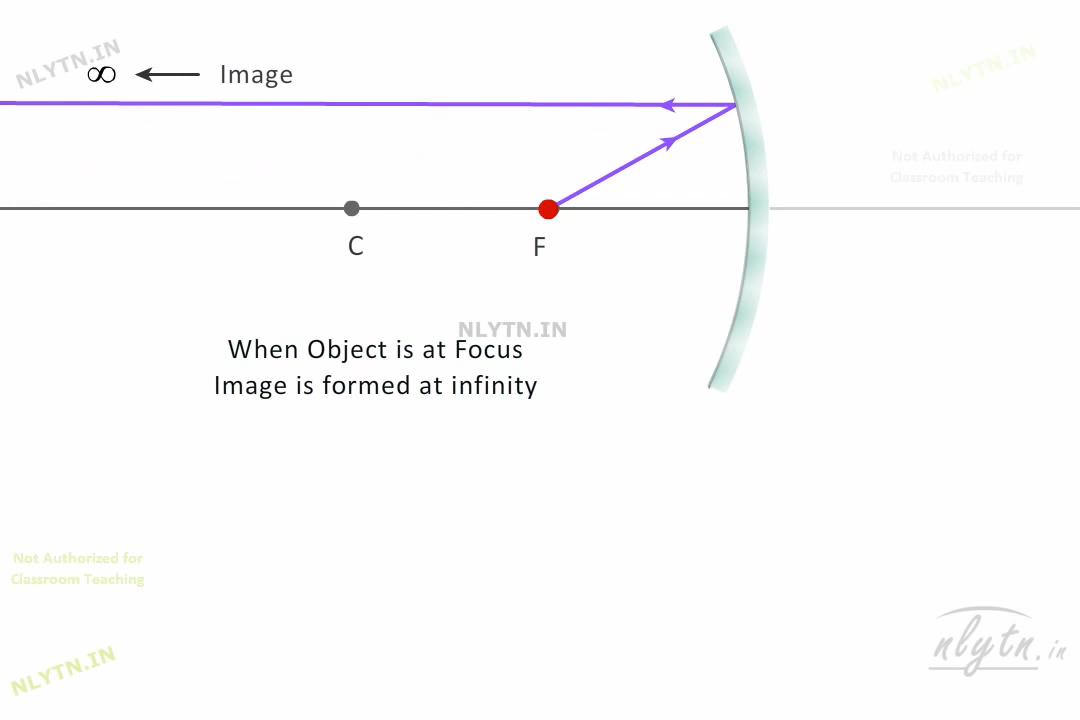 NLYTN.IN
∞ Image
NLYTN.IN
Not Authorized for
Classroom Teaching
C
F
NLYTN.IN
When Object is at Focus
Image is formed at infinity
Not Authorized for
Classroom Teaching
NLYTN.IN
nlytn.in